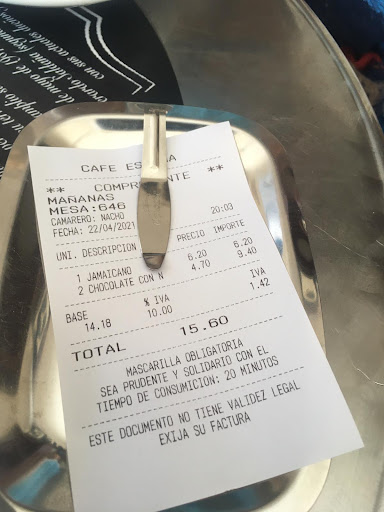 CAFE ES A
** COMPR NTE **
MAÑANAS
MESA:646
CAMARERO: NACHO
FECHA: 22/04/2021 20:03
UNI. DESCRIPCION PRECIO IMPORTE
1 JAMAICANO 6.20 6.20
2 CHOCOLATE CON N 4.70 9.40
BASE % IVA IVA
14.18 10.00 1.42
TOTAL 15.60
MASCARILLA OBLIGATORIA
SEA PRUDENTE Y SOLIDARIO CON EL
TIEMPO DE CONSUMICION: 20 MINUTOS
ESTE DOCUMENTO NO TIENE VALIDEZ LEGAL
EXIJA SU FACTURA